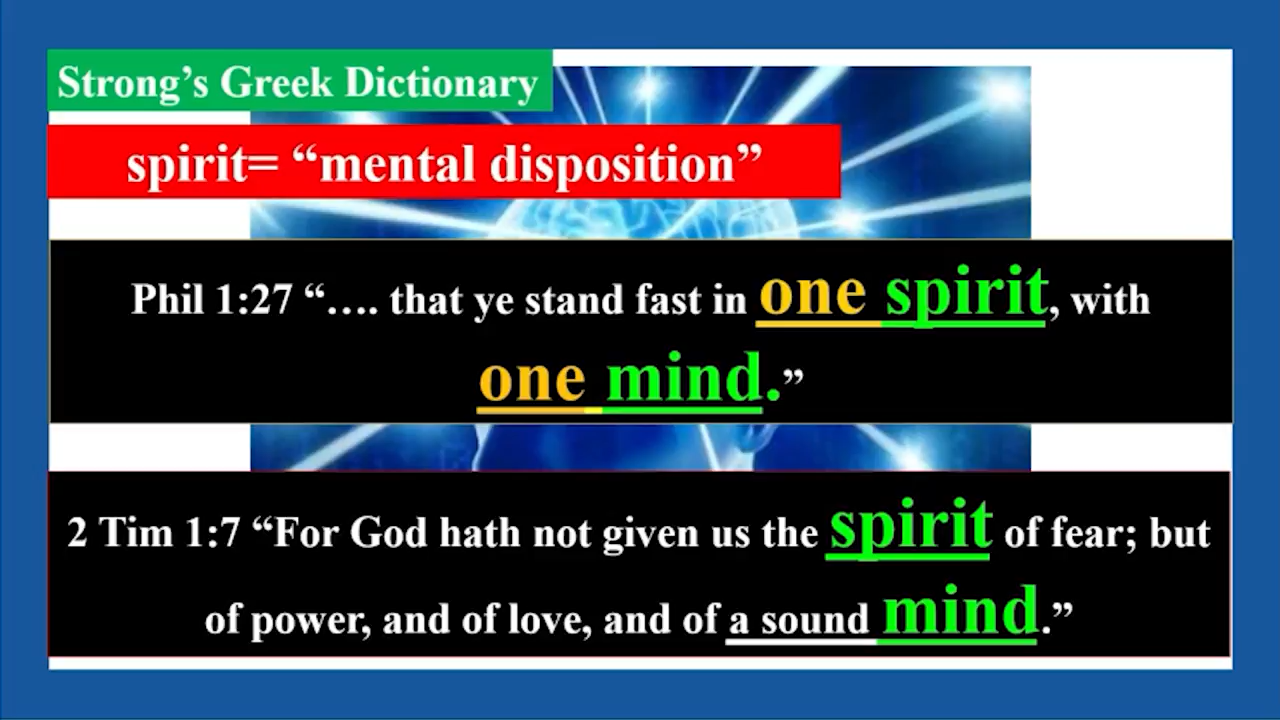 Strong’s Greek Dictionary
spirit= “mental disposition”
Phil 1:27 “…. that ye stand fast in one spirit, with
one mind.”
2 Tim 1:7 “For God hath not given us the spirit of fear; but
of power, and of love, and of a sound mind.”